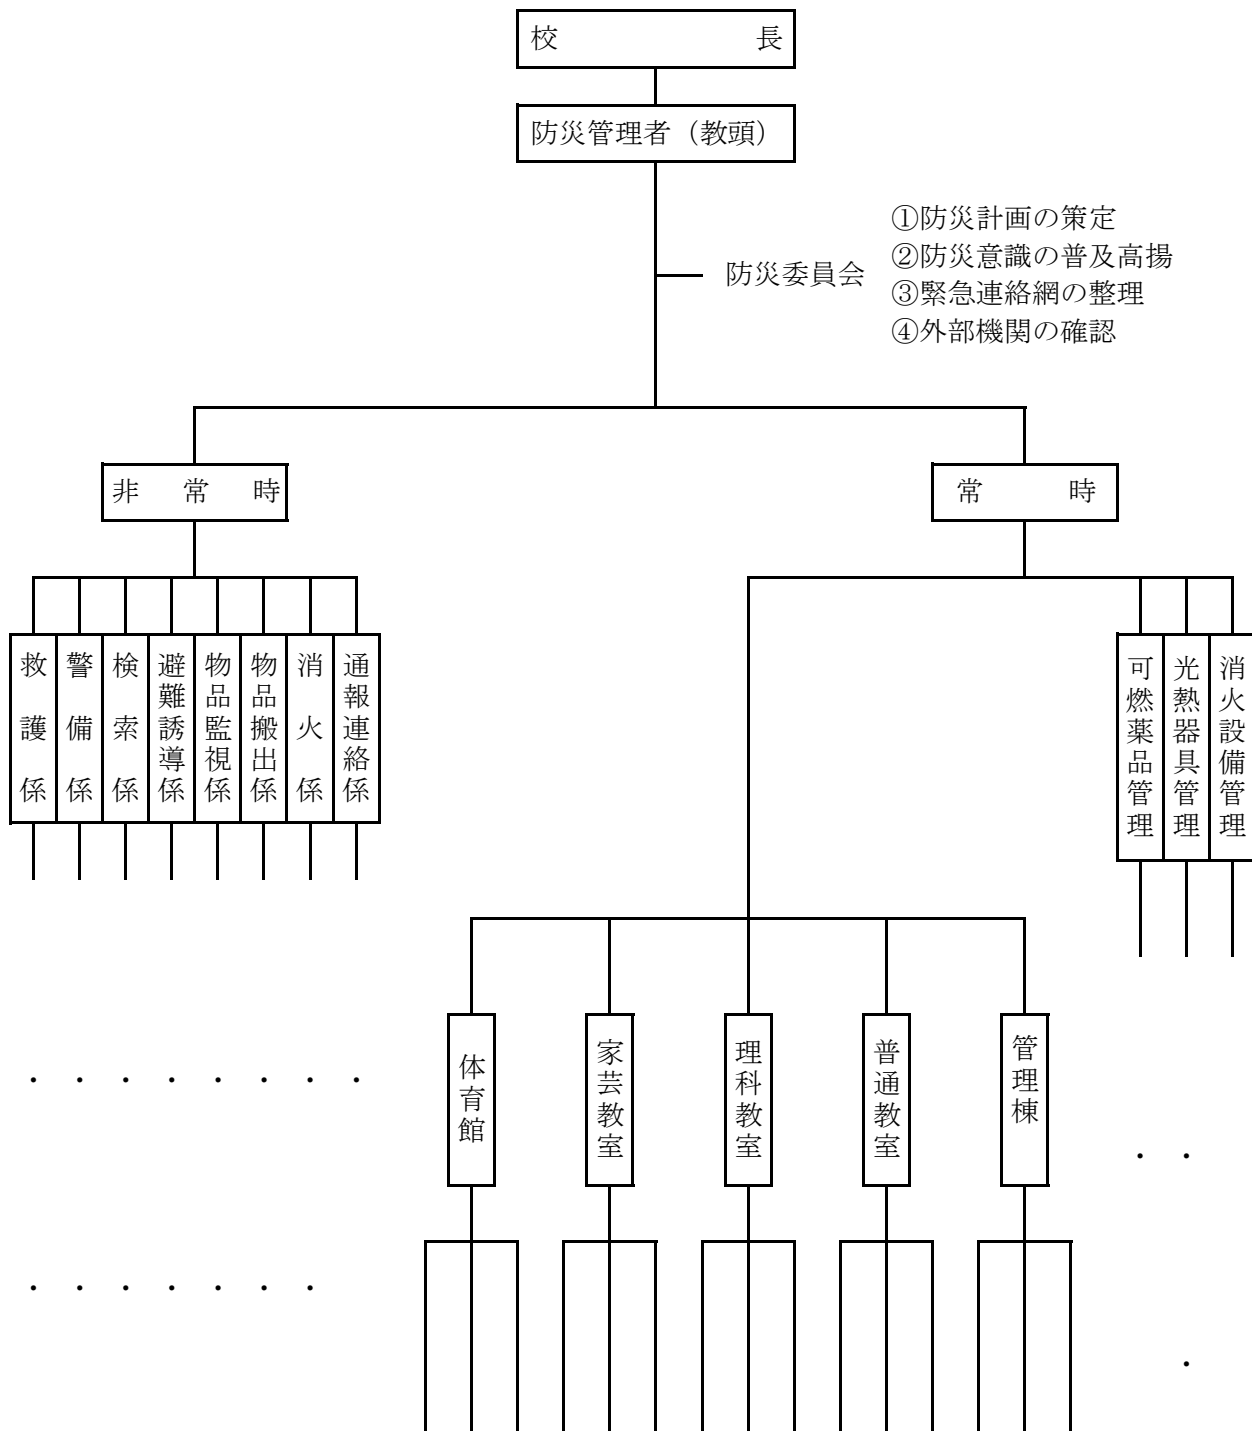 校　長
防災管理者（教頭）
防災委員会
①防災計画の策定
②防災意識の普及高揚
③緊急連絡網の整理
④外部機関の確認
非　常　時
常　時
救護係
警備係
検索係
避難誘導係
物品監視係
物品搬出係
消火係
通報連絡係
可燃薬品管理
光熱器具管理
消火設備管理
体育館
家芸教室
理科教室
普通教室
管理棟
・　・　・　・　・　・　・　・
・　・
・　・　・　・　・　・　・
・